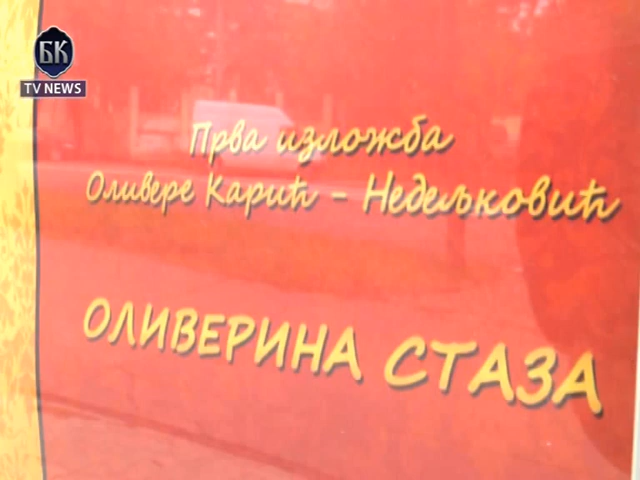 БК
TV NEWS
Прва изложба
Оливере Карић - Недељковић
ОЛИВЕРИНА СТАЗА